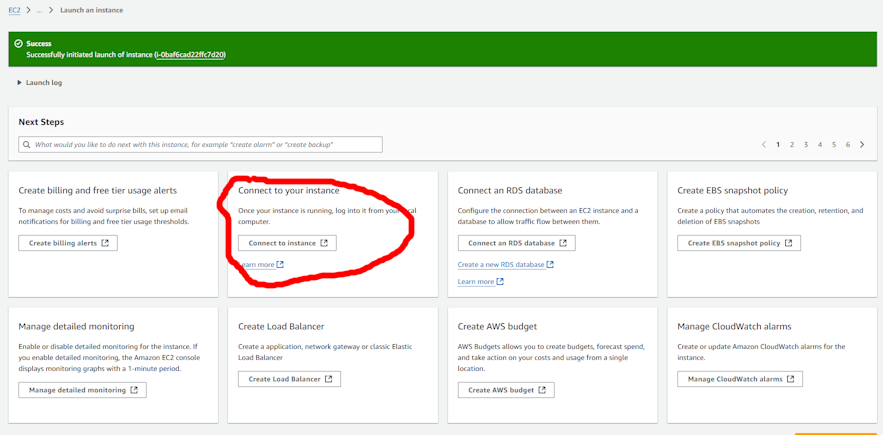 EC2 > ... > Launch an instance
Success
Successfully initiated launch of instance (i-0baf6cad22ffc7d20)
Launch log
Next Steps
What would you like to do next with this instance, for example "create alarm" or "create backup"
< 1 2 3 4 5 6 >
Create billing and free tier usage alerts
To manage costs and avoid surprise bills, set up email
notifications for billing and free tier usage thresholds.
Create billing alerts
Connect to your instance
Once your instance is running, log into it from your local
computer.
Connect to instance
Learn more
Connect an RDS database
Configure the connection between an EC2 instance and a
database to allow traffic flow between them.
Connect an RDS database
Create a new RDS database
Learn more
Create EBS snapshot policy
Create a policy that automates the creation, retention, and
deletion of EBS snapshots
Create EBS snapshot policy
Manage detailed monitoring
Enable or disable detailed monitoring for the instance. If
you enable detailed monitoring, the Amazon EC2 console
displays monitoring graphs with a 1-minute period.
Manage detailed monitoring
Create Load Balancer
Create a application, network gateway or classic Elastic
Load Balancer
Create Load Balancer
Create AWS budget
AWS Budgets allows you to create budgets, forecast spend,
and take action on your costs and usage from a single
location.
Create AWS budget
Manage CloudWatch alarms
Create or update Amazon CloudWatch alarms for the
instance.
Manage CloudWatch alarms